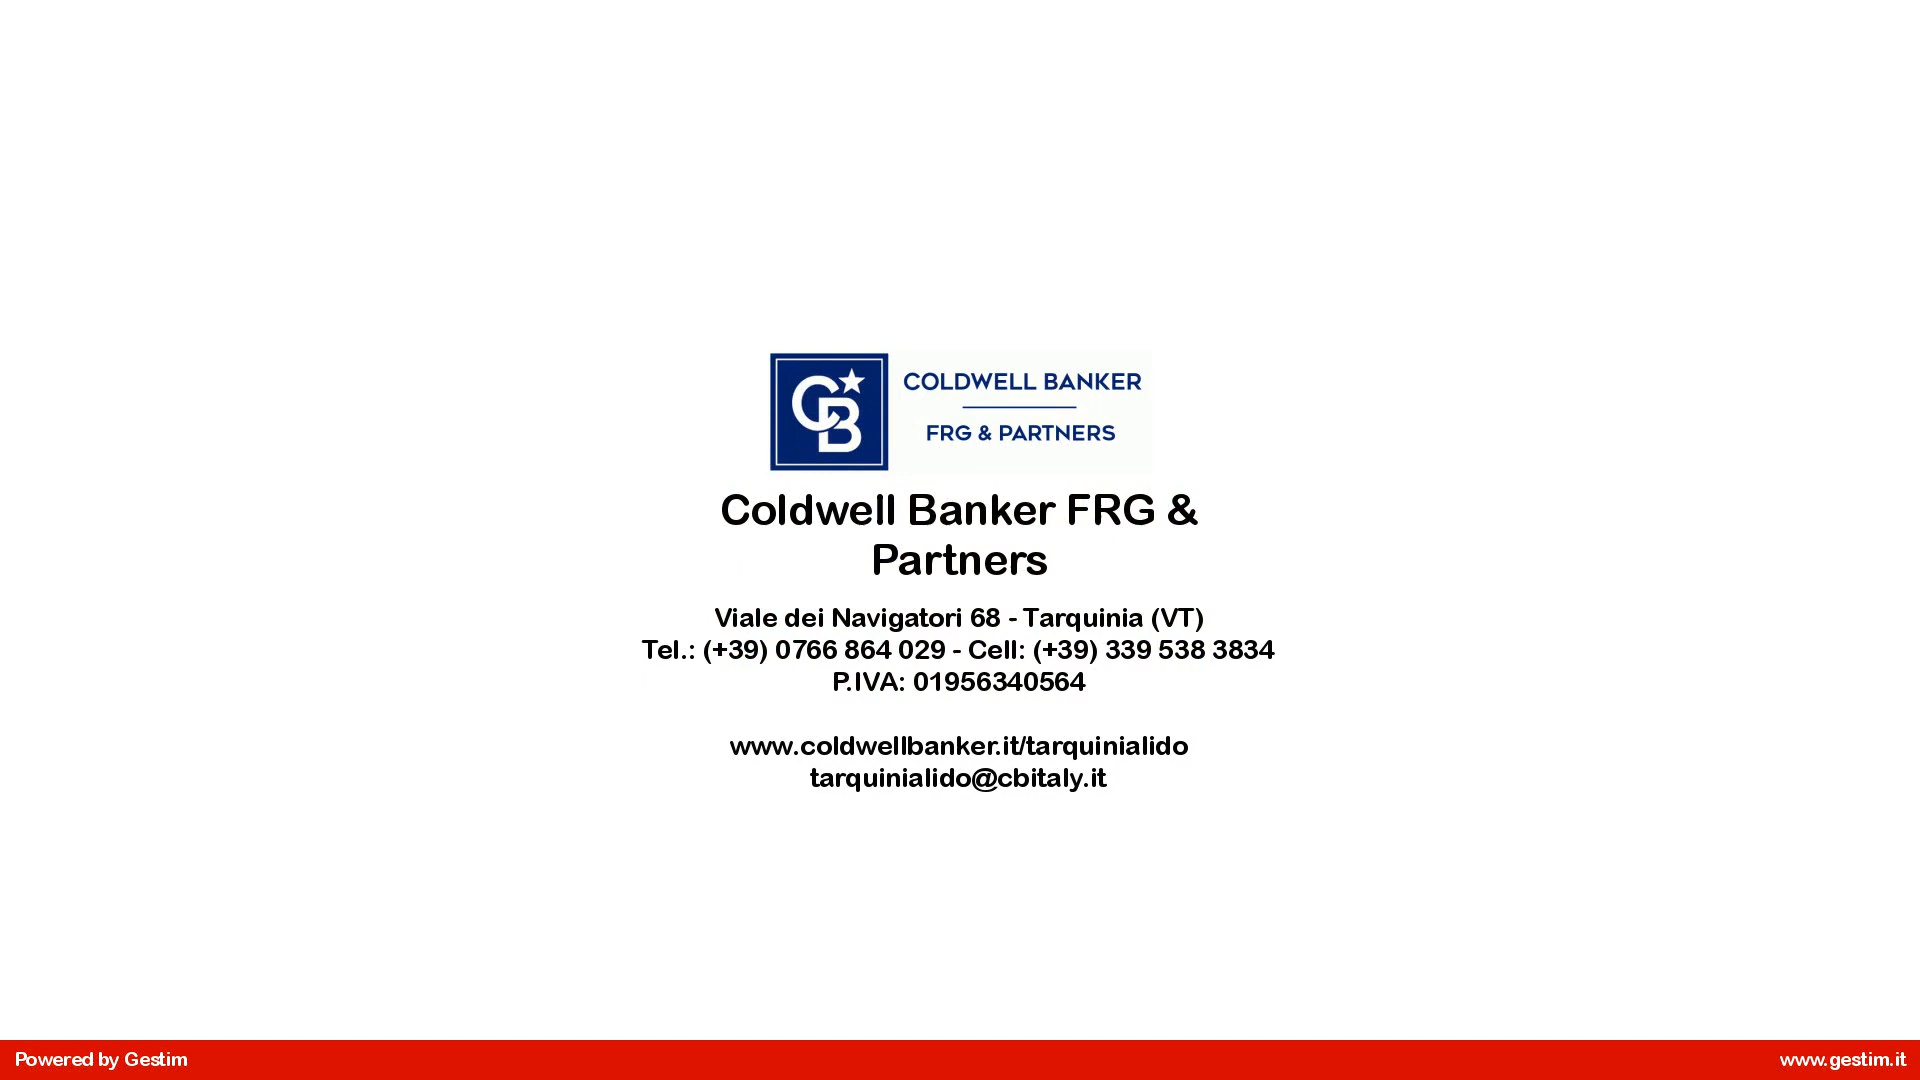 CB
COLDWELL BANKER
FRG & PARTNERS
Coldwell Banker FRG &
Partners
Viale dei Navigatori 68 - Tarquinia (VT)
Tel.: (+39) 0766 864 029 - Cell: (+39) 339 538 3834
P.IVA: 01956340564
www.coldwellbanker.it/tarquinialido
tarquinialido@cbitaly.it
Powered by Gestim
www.gestim.it